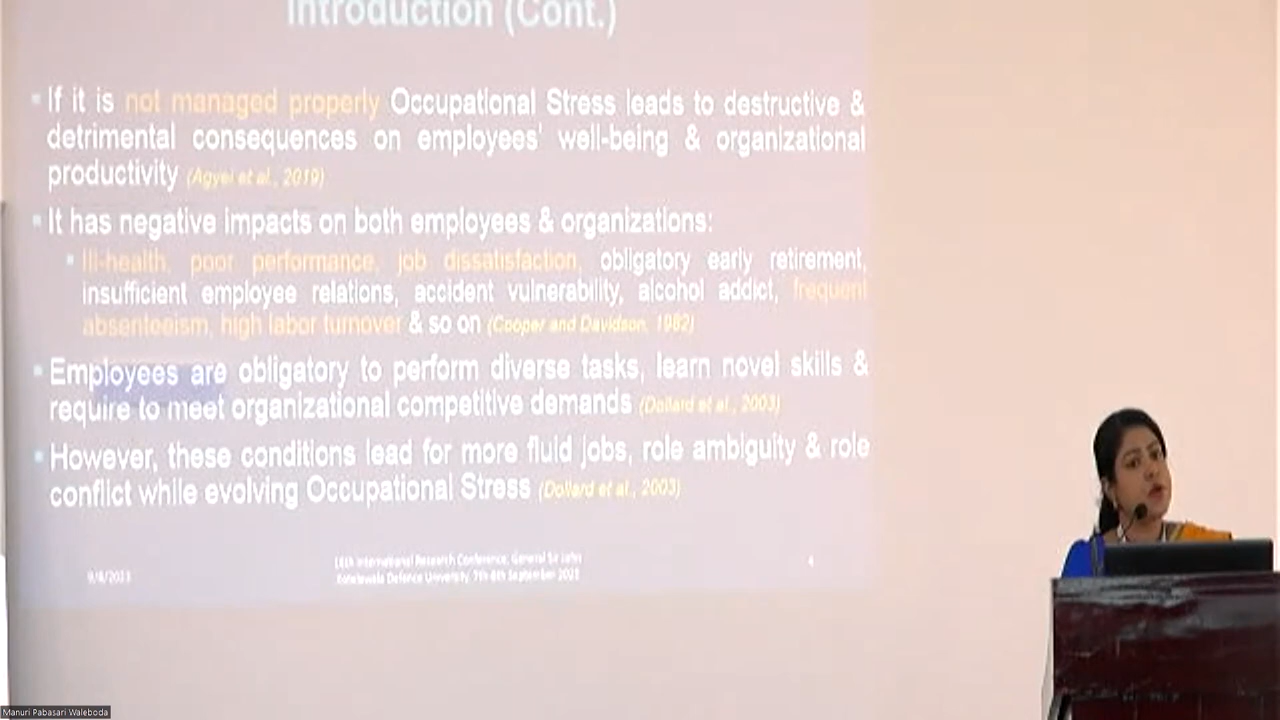 Introduction (Cont.)
If it is not managed properly Occupational Stress leads to destructive &
detrimental consequences on employees' well-being & organizational
productivity (Agyei et al., 2019)
It has negative impacts on both employees & organizations:
Ill-health, poor performance, job dissatisfaction, obligatory early retirement,
insufficient employee relations, accident vulnerability, alcohol addict, frequent
absenteeism, high labor turnover & so on (Cooper and Davidson, 1982)
Employees are obligatory to perform diverse tasks, learn novel skills &
require to meet organizational competitive demands (Dollard et al., 2003)
However, these conditions lead for more fluid jobs, role ambiguity & role
conflict while evolving Occupational Stress (Dollard et al., 2003)
International Research Conference, General Sir John
Kotelawala Defence University, 7th-8th September
4
Manuri Pabasari Waleboda